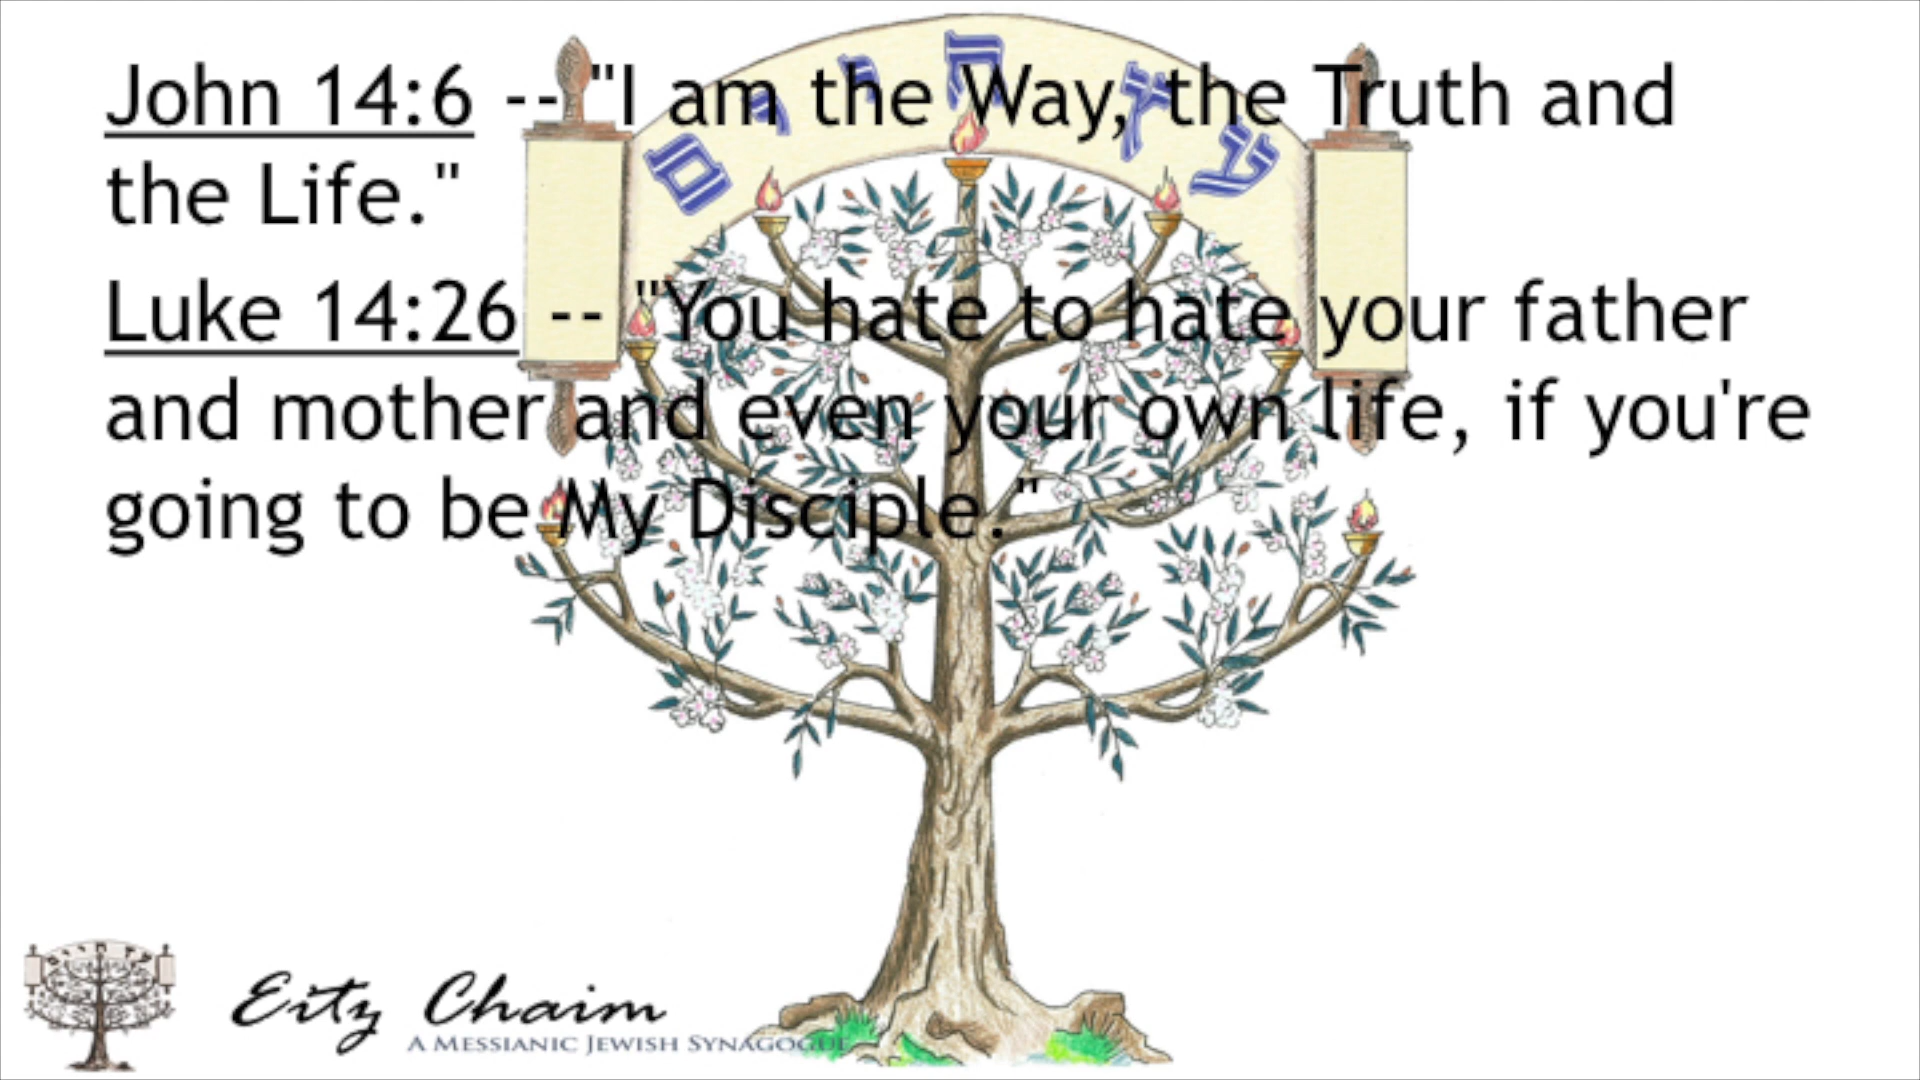 עץ חיים
John 14:6 -- "I am the Way, the Truth and
the Life."
Luke 14:26 -- "You hate to hate your father
and mother and even your own life, if you're
going to be My Disciple."
Eitz Chaim
A MESSIANIC JEWISH SYNAGOGUE